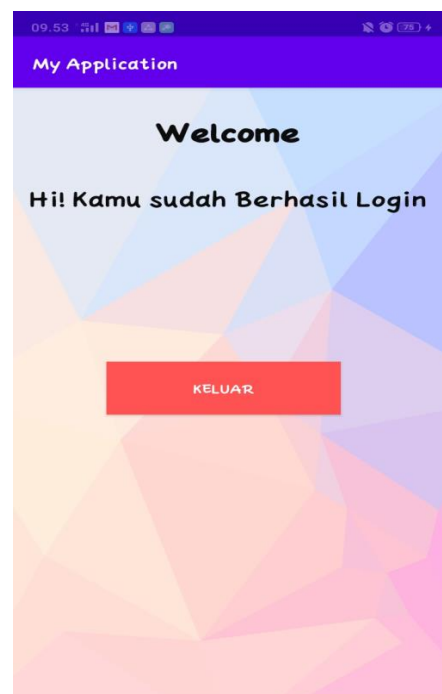 09.53
75
My Application
Welcome
Hi! Kamu sudah Berhasil Login
KELUAR